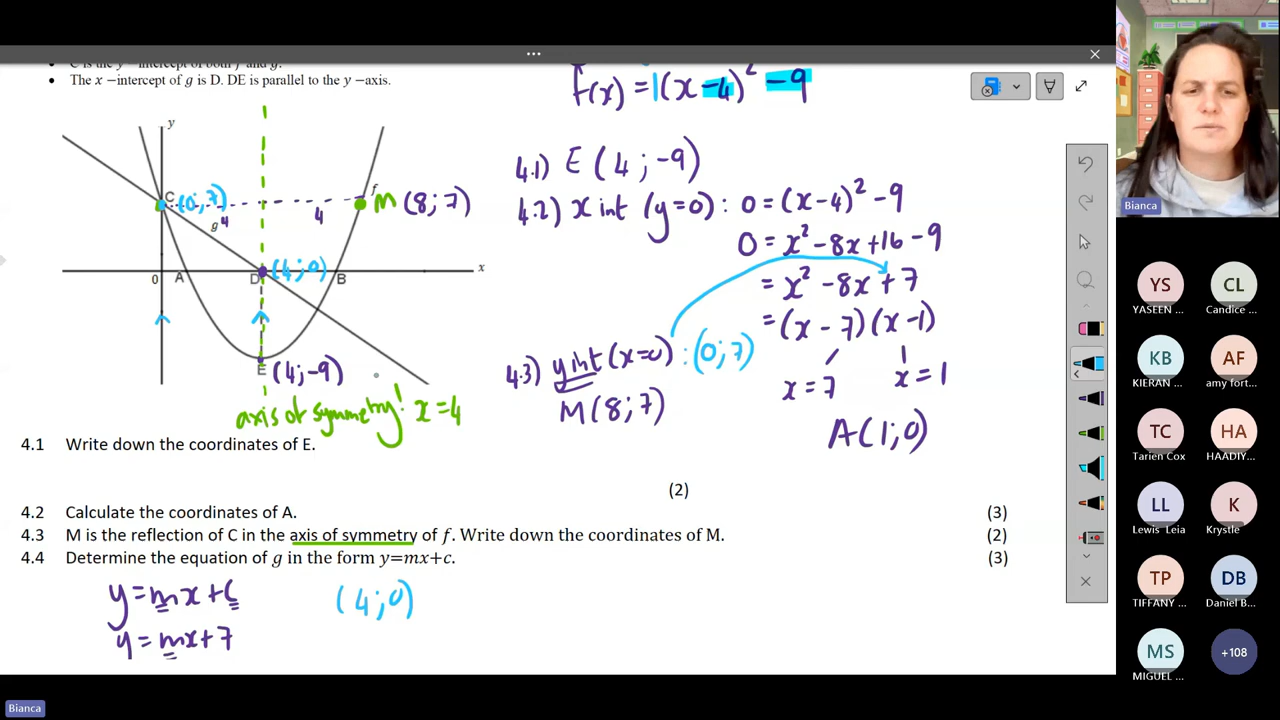 C is the y – intercept of both f and g.
The x –intercept of g is D. DE is parallel to the y –axis.
f(x) = 1(x – 4)² – 9
y
C
(0;7)
4
4
M (8;7)
f
g
0
A
D
(4;0)
B
x
E (4;-9)
axis of symmetry! x = 4
4.1) E (4 ; -9)
4.2) x int (y=0) : 0 = (x-4)² - 9
0 = x² - 8x + 16 - 9
= x² - 8x + 7
= (x - 7)(x - 1)
x = 7
x = 1
A(1;0)
4.3) y int (x=0) : (0;7)
M(8;7)
4.1 Write down the coordinates of E.
(2)
4.2 Calculate the coordinates of A. (3)
4.3 M is the reflection of C in the axis of symmetry of f. Write down the coordinates of M. (2)
4.4 Determine the equation of g in the form y=mx+c. (3)
y = mx + c
(4;0)
y = mx + 7
Bianca
YS
YASEEN ...
CL
Candice ...
KB
KIERAN ...
AF
amy fort...
TC
Tarien Cox
HA
HAADIY...
LL
Lewis Leia
K
Krystle
TP
TIFFANY ...
DB
Daniel B...
MS
MIGUEL ...
+108
Bianca